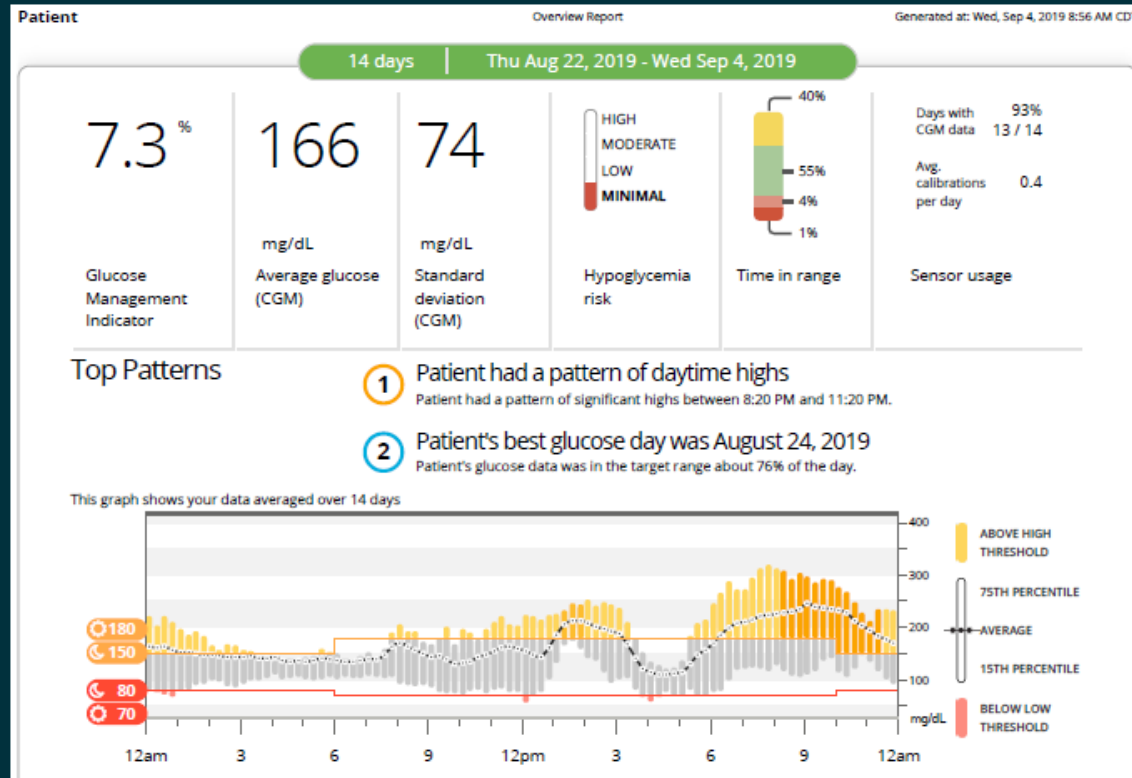 Patient
Overview Report
Generated at: Wed, Sep 4, 2019 8:56 AM CD
14 days | Thu Aug 22, 2019 - Wed Sep 4, 2019
7.3 %
Glucose
Management
Indicator
166
mg/dL
Average glucose
(CGM)
74
mg/dL
Standard
deviation
(CGM)
HIGH
MODERATE
LOW
MINIMAL
Hypoglycemia
risk
40%
55%
4%
1%
Time in range
Days with
CGM data
93%
13 / 14
Avg.
calibrations
per day
0.4
Sensor usage
Top Patterns
1
Patient had a pattern of daytime highs
Patient had a pattern of significant highs between 8:20 PM and 11:20 PM.
2
Patient's best glucose day was August 24, 2019
Patient's glucose data was in the target range about 76% of the day.
This graph shows your data averaged over 14 days
180
150
80
70
400
300
200
100
mg/dL
12am 3 6 9 12pm 3 6 9 12am
ABOVE HIGH
THRESHOLD
75TH PERCENTILE
AVERAGE
15TH PERCENTILE
BELOW LOW
THRESHOLD